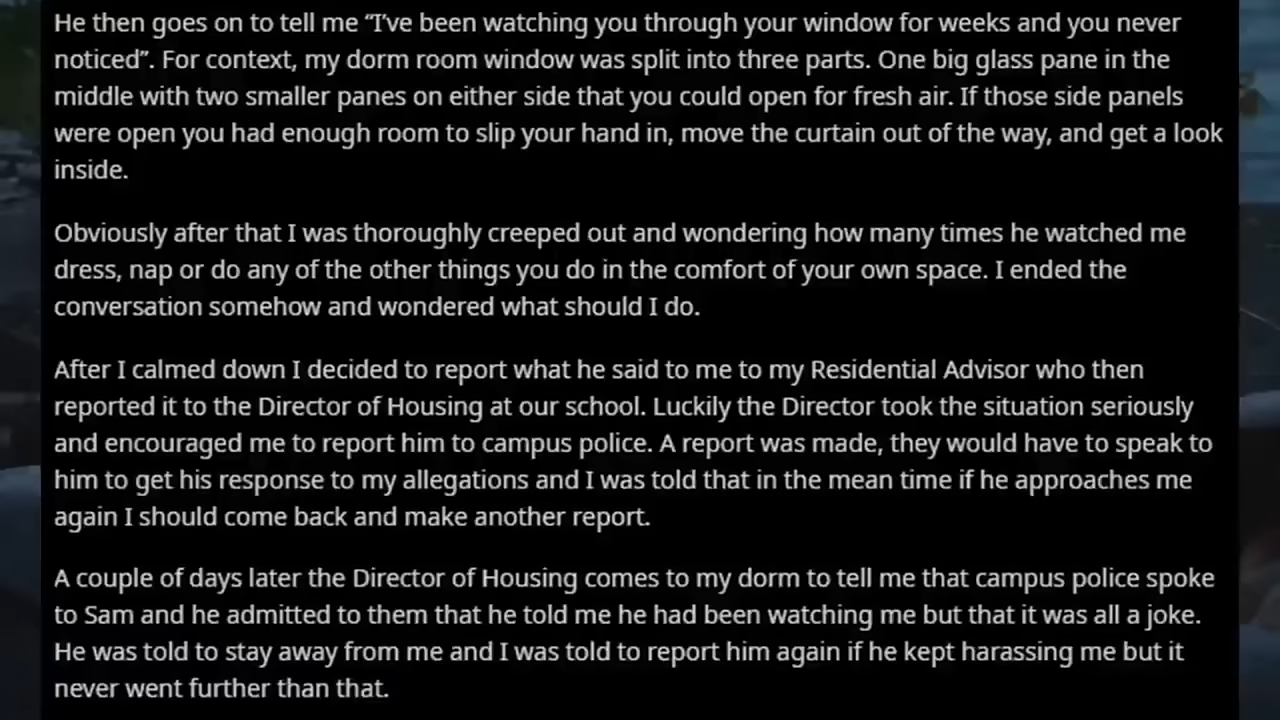 He then goes on to tell me “I’ve been watching you through your window for weeks and you never
noticed”. For context, my dorm room window was split into three parts. One big glass pane in the
middle with two smaller panes on either side that you could open for fresh air. If those side panels
were open you had enough room to slip your hand in, move the curtain out of the way, and get a look
inside.
Obviously after that I was thoroughly creeped out and wondering how many times he watched me
dress, nap or do any of the other things you do in the comfort of your own space. I ended the
conversation somehow and wondered what should I do.
After I calmed down I decided to report what he said to me to my Residential Advisor who then
reported it to the Director of Housing at our school. Luckily the Director took the situation seriously
and encouraged me to report him to campus police. A report was made, they would have to speak to
him to get his response to my allegations and I was told that in the mean time if he approaches me
again I should come back and make another report.
A couple of days later the Director of Housing comes to my dorm to tell me that campus police spoke
to Sam and he admitted to them that he told me he had been watching me but that it was all a joke.
He was told to stay away from me and I was told to report him again if he kept harassing me but it
never went further than that.